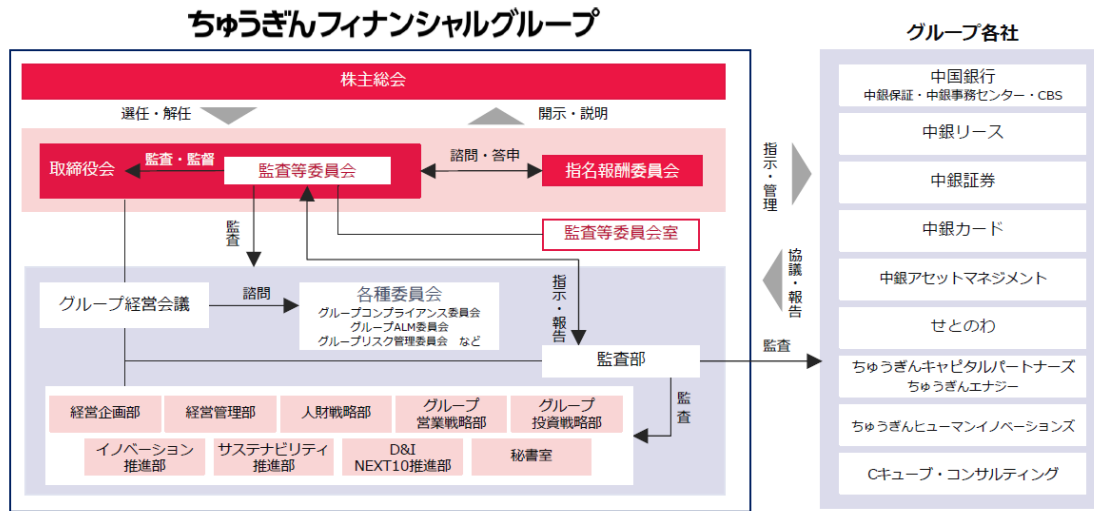 ちゅうぎんフィナンシャルグループ
株主総会
選任・解任
開示・説明
取締役会
監査・監督
監査等委員会
諮問・答申
指名報酬委員会
監査等委員会室
監査
指示・報告
グループ経営会議
諮問
各種委員会
グループコンプライアンス委員会
グループALM委員会
グループリスク管理委員会 など
監査部
監査
監査
経営企画部
経営管理部
人財戦略部
グループ
営業戦略部
グループ
投資戦略部
イノベーション
推進部
サステナビリティ
推進部
D&I
NEXT10推進部
秘書室
指示・管理
協議・報告
グループ各社
中国銀行
中銀保証・中銀事務センター・CBS
中銀リース
中銀証券
中銀カード
中銀アセットマネジメント
せとのわ
ちゅうぎんキャピタルパートナーズ
ちゅうぎんエナジー
ちゅうぎんヒューマンイノベーションズ
Cキューブ・コンサルティング